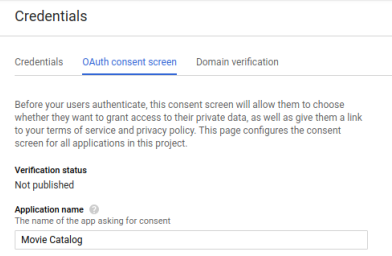 Credentials
Credentials OAuth consent screen Domain verification
Before your users authenticate, this consent screen will allow them to choose
whether they want to grant access to their private data, as well as give them a link
to your terms of service and privacy policy. This page configures the consent
screen for all applications in this project.
Verification status
Not published
Application name ?
The name of the app asking for consent
Movie Catalog